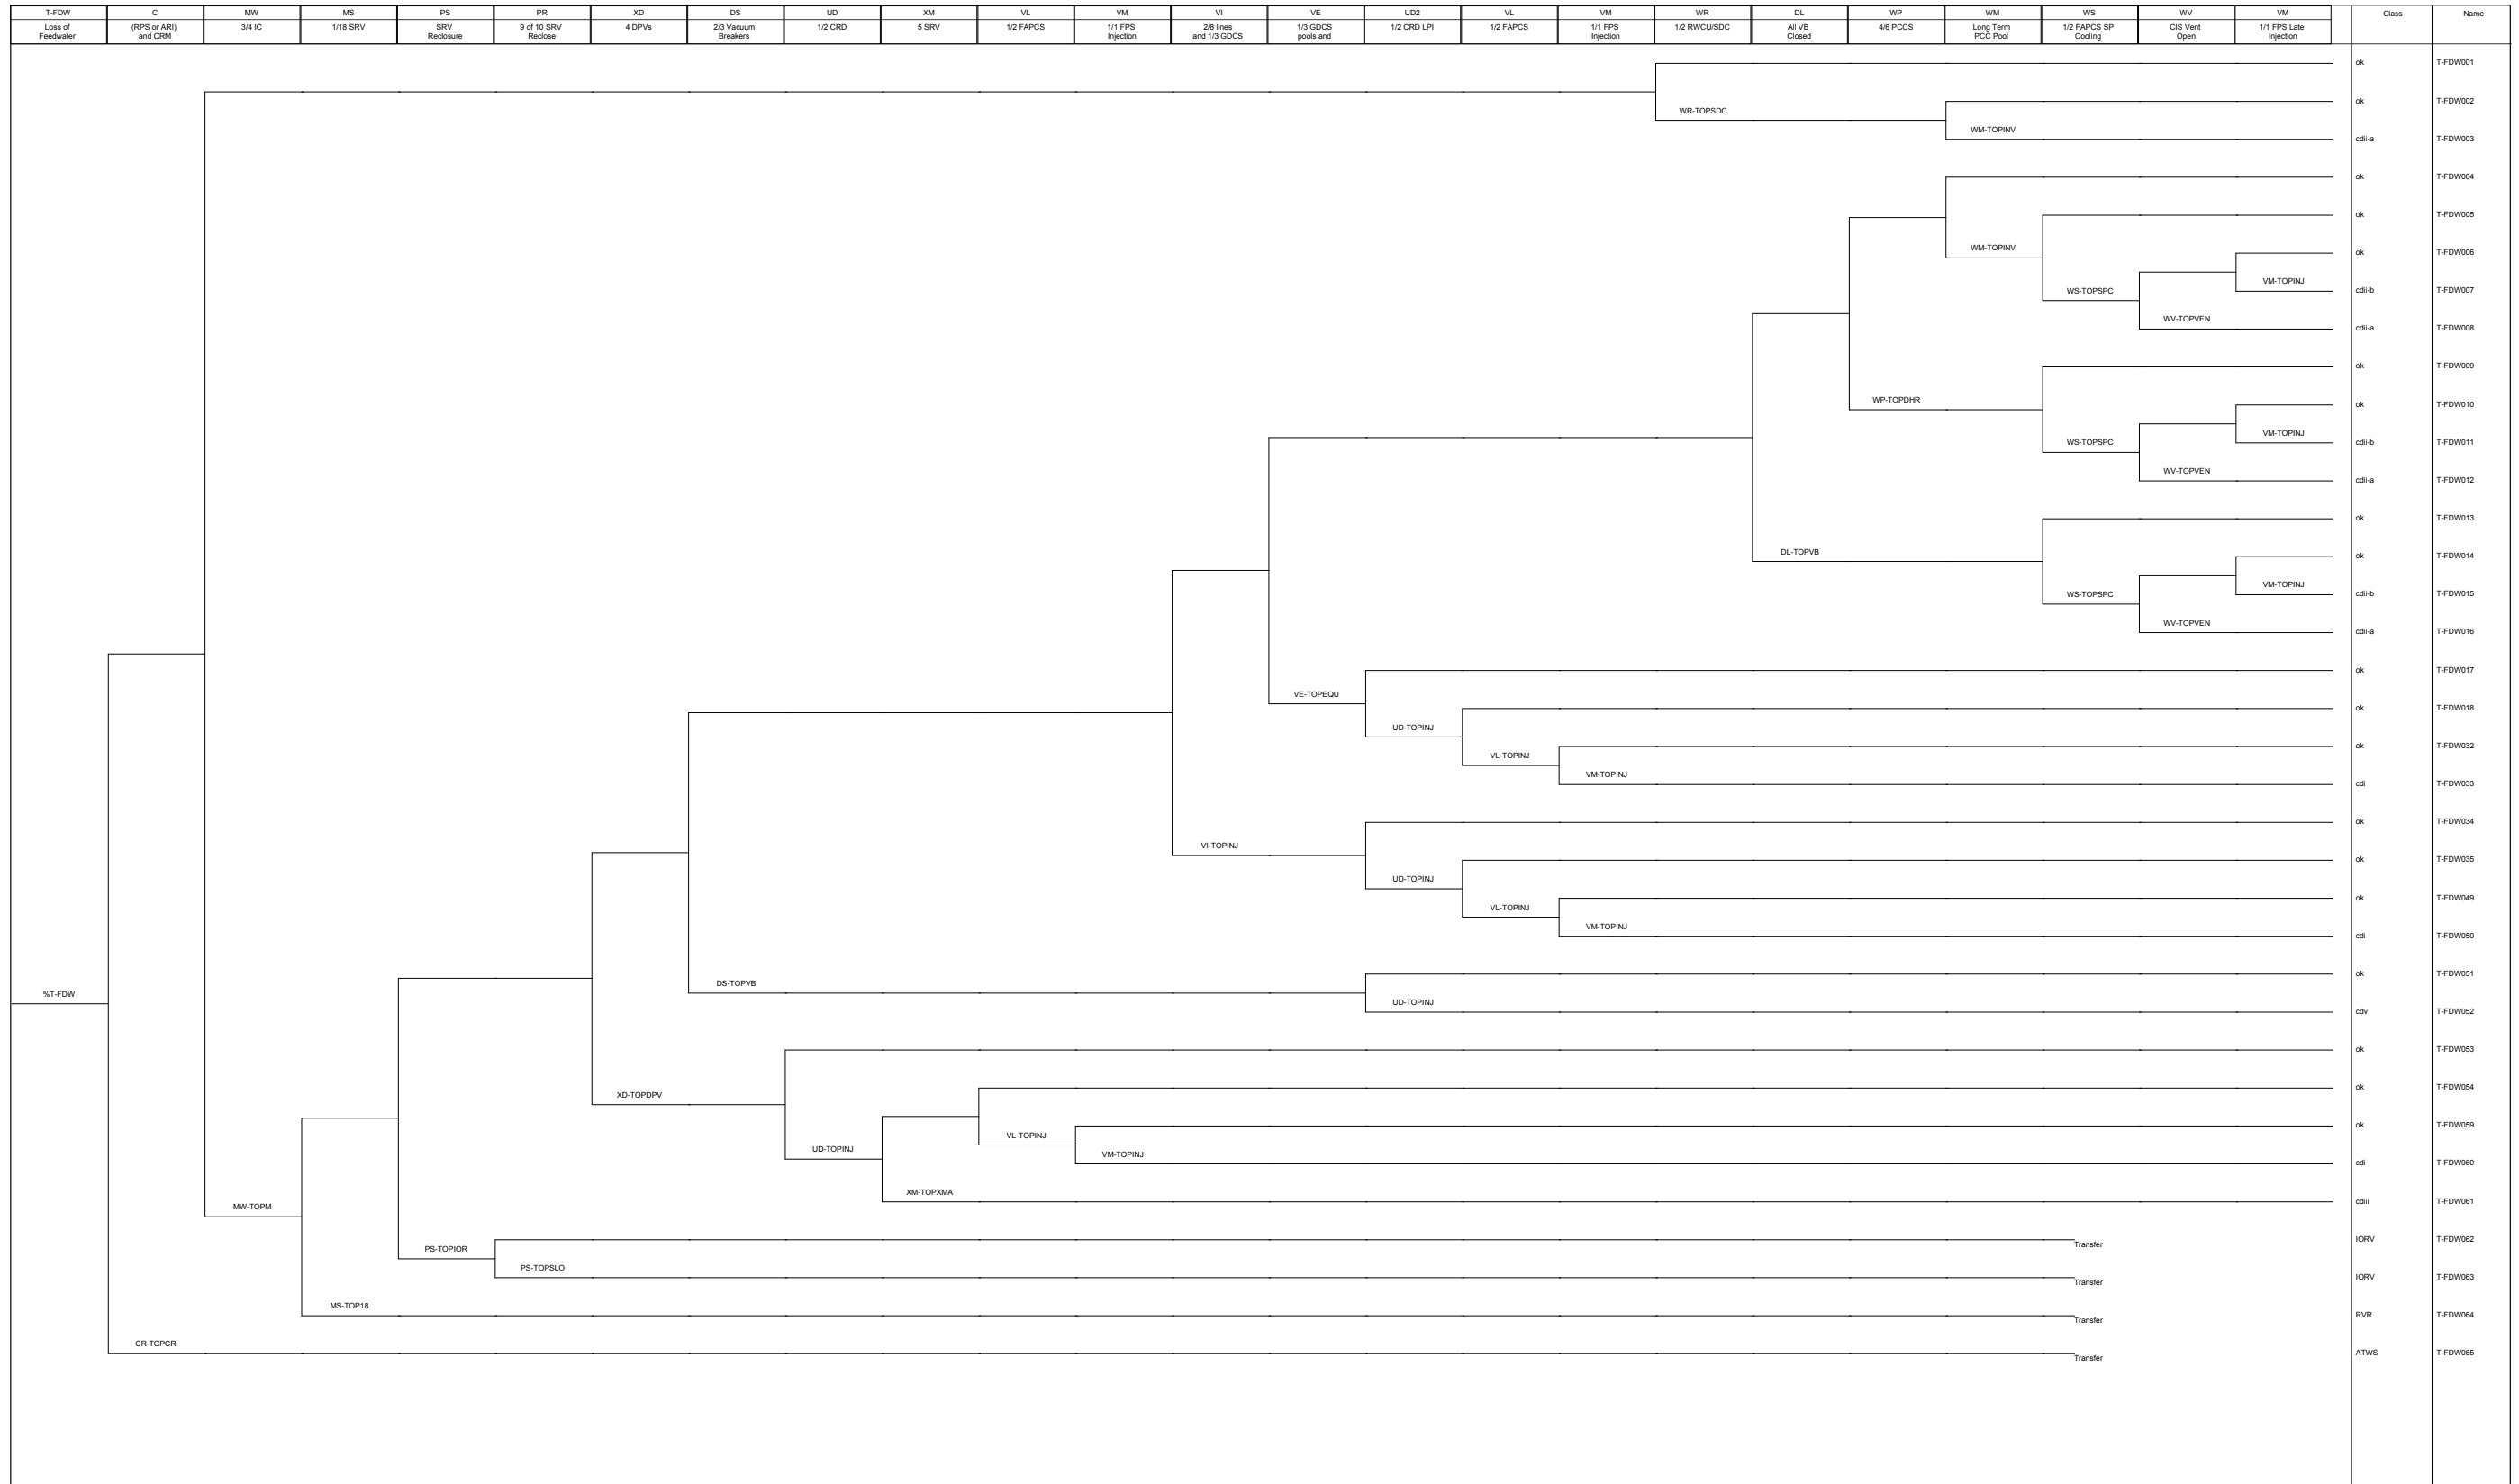 T-FDW C MW MS PS PR XD DS UD XM VL VM VI VE UD2 VL VM WR DL WP WM WS WV VM Class Name
Loss of (RPS or ARI) 3/4 IC 1/18 SRV SRV 9 of 10 SRV 4 DPVs 2/3 Vacuum 1/2 CRD 5 SRV 1/2 FAPCS 1/1 FPS 2/8 lines 1/3 GDCS 1/2 CRD LPI 1/2 FAPCS 1/1 FPS 1/2 RWCU/SDC All VB 4/6 PCCS Long Term 1/2 FAPCS SP CIS Vent 1/1 FPS Late
Feedwater and CRM Reclosure Reclose Breakers Injection and 1/3 GDCS pools and Injection Closed PCC Pool Cooling Open Injection
ok T-FDW001
ok T-FDW002
WR-TOPSDC
WM-TOPINV
cdii-a T-FDW003
ok T-FDW004
ok T-FDW005
WM-TOPINV
ok T-FDW006
VM-TOPINJ
WS-TOPSPC cdii-b T-FDW007
WV-TOPVEN
cdii-a T-FDW008
ok T-FDW009
WP-TOPDHR
ok T-FDW010
VM-TOPINJ
WS-TOPSPC cdii-b T-FDW011
WV-TOPVEN
cdii-a T-FDW012
ok T-FDW013
DL-TOPVB
ok T-FDW014
VM-TOPINJ
WS-TOPSPC cdii-b T-FDW015
WV-TOPVEN
cdii-a T-FDW016
ok T-FDW017
VE-TOPEQU
ok T-FDW018
UD-TOPINJ
ok T-FDW032
VL-TOPINJ
VM-TOPINJ
cdi T-FDW033
ok T-FDW034
VI-TOPINJ
ok T-FDW035
UD-TOPINJ
ok T-FDW049
VL-TOPINJ
VM-TOPINJ
cdi T-FDW050
ok T-FDW051
DS-TOPVB
%T-FDW
UD-TOPINJ
cdv T-FDW052
ok T-FDW053
ok T-FDW054
XD-TOPDPV
ok T-FDW059
VL-TOPINJ
UD-TOPINJ
VM-TOPINJ
cdi T-FDW060
XM-TOPXMA
cdiii T-FDW061
MW-TOPM
IORV T-FDW062
Transfer
PS-TOPIOR
PS-TOPSLO
IORV T-FDW063
Transfer
MS-TOP18
RVR T-FDW064
Transfer
CR-TOPCR
ATWS T-FDW065
Transfer